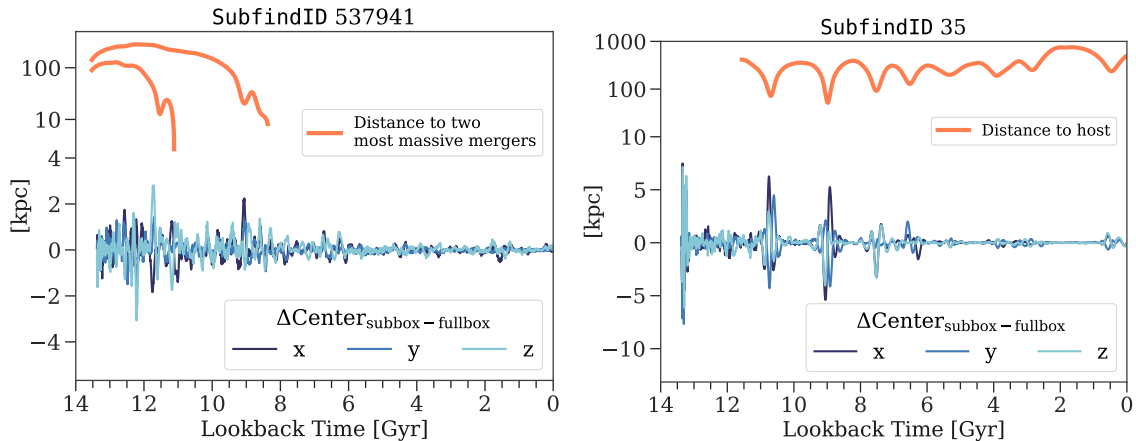 SubfindID 537941
100
10
4
2
0
−2
−4
[kpc]
Distance to two
most massive mergers
ΔCenter subbox − fullbox
x y z
14 12 10 8 6 4 2 0
Lookback Time [Gyr]
SubfindID 35
1000
100
10
5
0
−5
−10
[kpc]
Distance to host
ΔCenter subbox − fullbox
x y z
14 12 10 8 6 4 2 0
Lookback Time [Gyr]